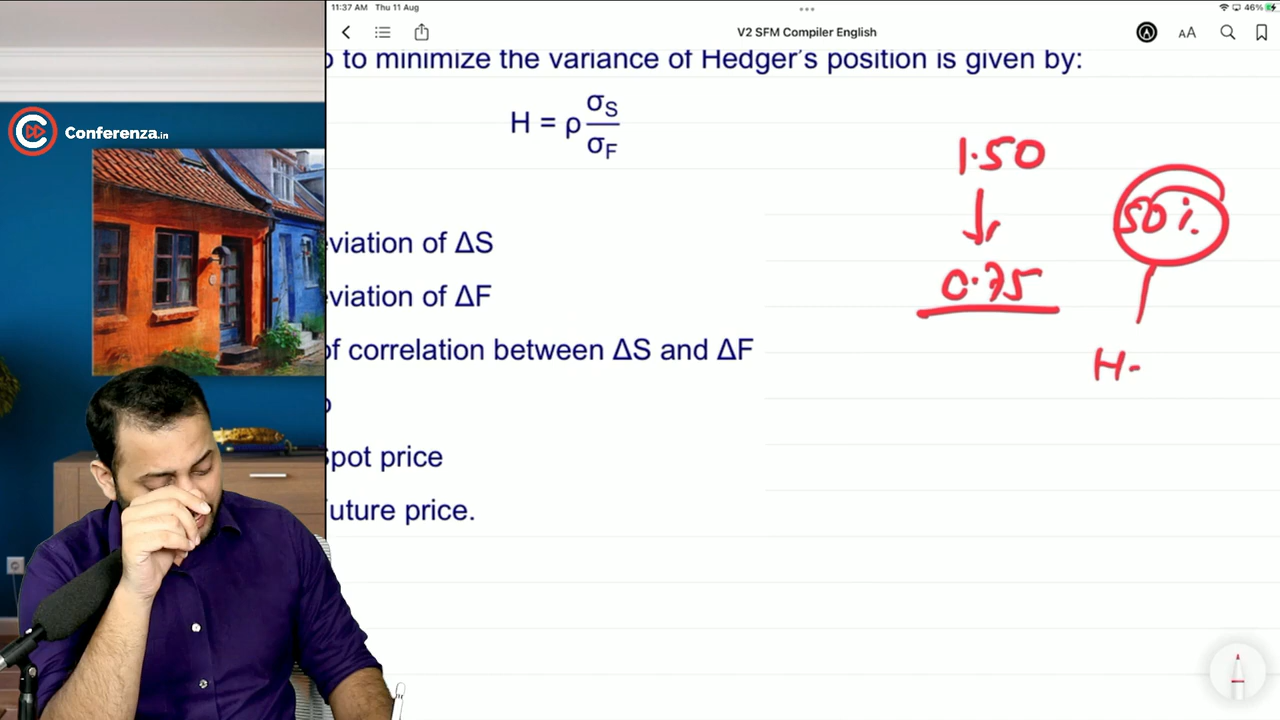 11:37 AM Thu 11 Aug
46%
V2 SFM Compiler English
AA
to minimize the variance of Hedger's position is given by:
H = ρ σS / σF
eviation of ΔS
eviation of ΔF
of correlation between ΔS and ΔF
Spot price
uture price.
1.50
0.75
50%
H-
C Conferenza.in